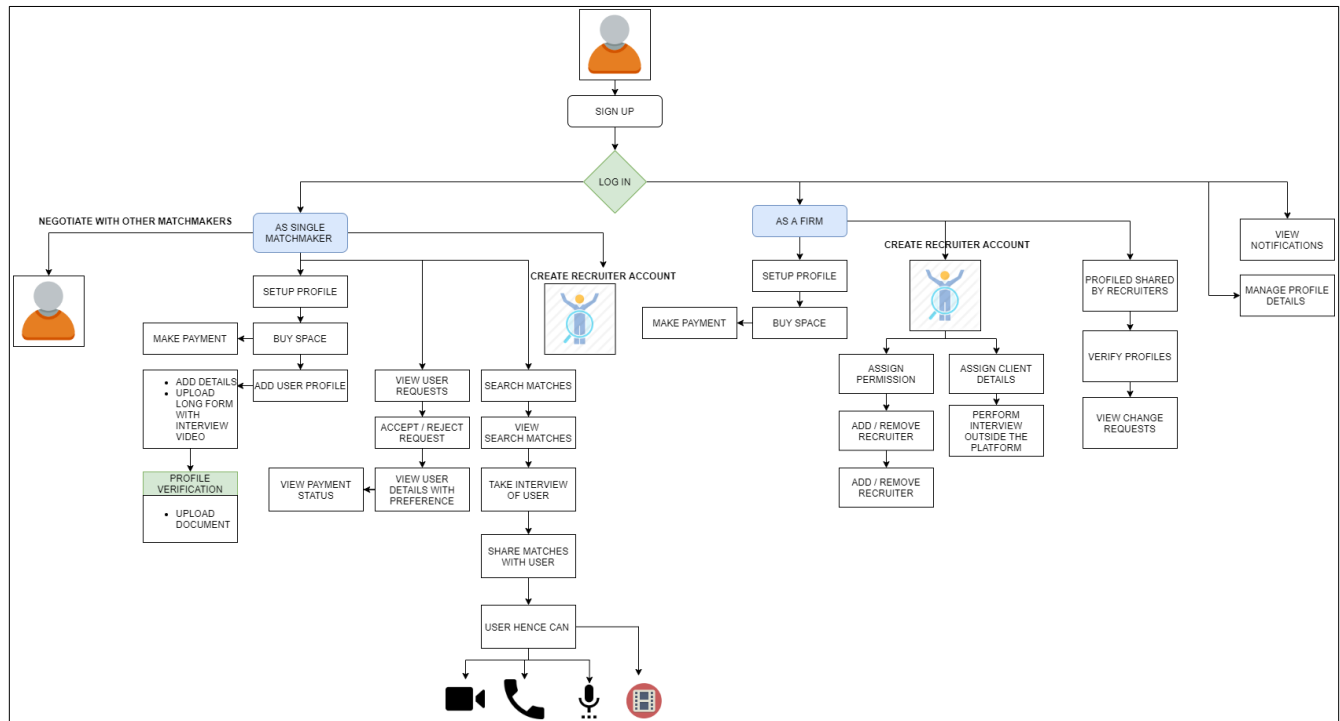 SIGN UP
LOG IN
NEGOTIATE WITH OTHER MATCHMAKERS
AS SINGLE
MATCHMAKER
AS A FIRM
VIEW
NOTIFICATIONS
CREATE RECRUITER ACCOUNT
CREATE RECRUITER ACCOUNT
SETUP PROFILE
SETUP PROFILE
PROFILED SHARED
BY RECRUITERS
MANAGE PROFILE
DETAILS
MAKE PAYMENT
BUY SPACE
MAKE PAYMENT
BUY SPACE
VERIFY PROFILES
ADD DETAILS
UPLOAD
LONG FORM
WITH
INTERVIEW
VIDEO
ADD USER PROFILE
VIEW USER
REQUESTS
SEARCH MATCHES
ASSIGN
PERMISSION
ASSIGN CLIENT
DETAILS
ACCEPT / REJECT
REQUEST
VIEW
SEARCH MATCHES
ADD / REMOVE
RECRUITER
PERFORM
INTERVIEW
OUTSIDE THE
PLATFORM
VIEW CHANGE
REQUESTS
PROFILE
VERIFICATION
UPLOAD
DOCUMENT
VIEW PAYMENT
STATUS
VIEW USER
DETAILS WITH
PREFERENCE
TAKE INTERVIEW
OF USER
ADD / REMOVE
RECRUITER
SHARE MATCHES
WITH USER
USER HENCE CAN